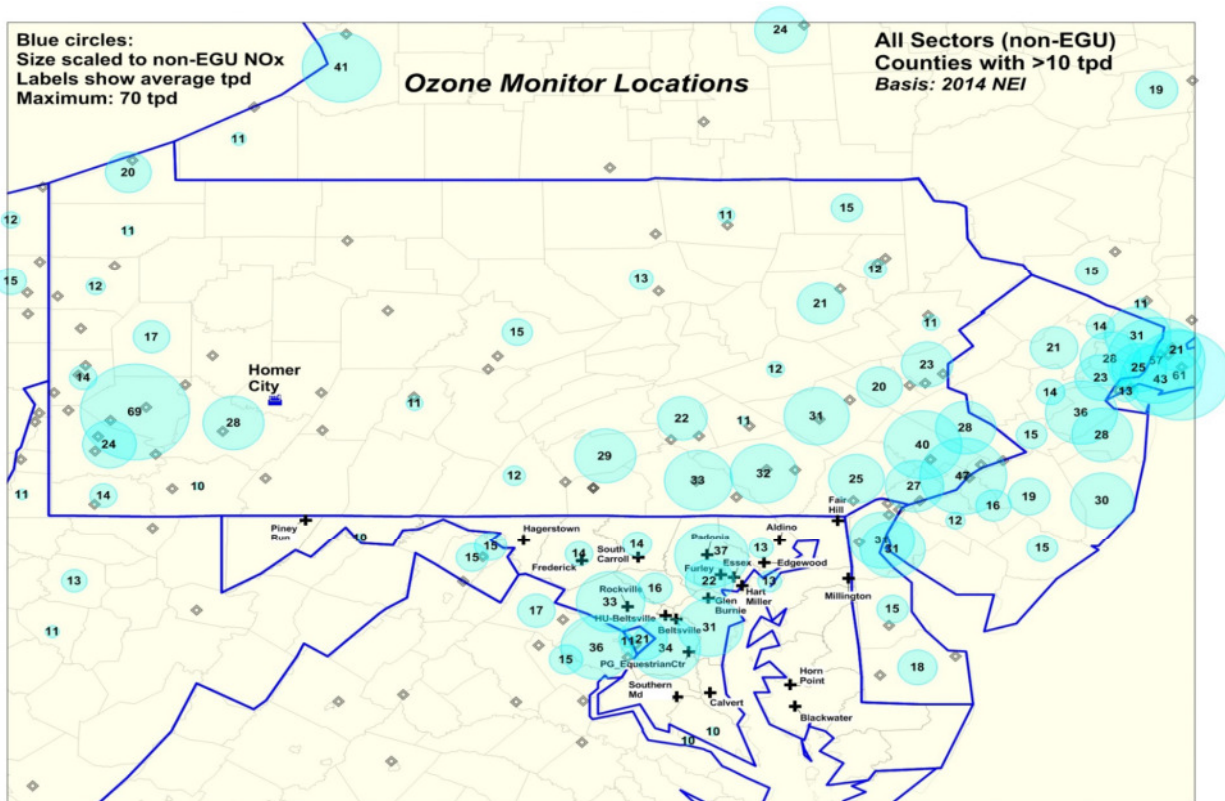 Blue circles:
Size scaled to non-EGU NOx
Labels show average tpd
Maximum: 70 tpd
Ozone Monitor Locations
All Sectors (non-EGU)
Counties with >10 tpd
Basis: 2014 NEI
24
41
19
11
20
12
11
15
11
15
13
12
15
12
21
11
17
15
11
14
31
21
57
21
14
12
23
28
25
61
43
23
13
Homer
City
20
14
69
28
11
22
11
31
36
24
40
28
15
28
29
12
33
32
25
47
27
14
10
11
16
19
30
12
Fair
Hill
Piney
Run
10
Hagerstown
Aldino
15
15
14
Frederick
South
Carroll
14
Padonia
37
13
Essex
Edgewood
31
15
13
Furley
22
13
Hart
Miller
Millington
16
Rockville
33
Glen
Burnie
17
HU-Beltsville
Beltsville
31
15
11
36
11
21
34
15
PG_EquestrianCtr
18
Horn
Point
Southern
Md
Calvert
Blackwater
10
10